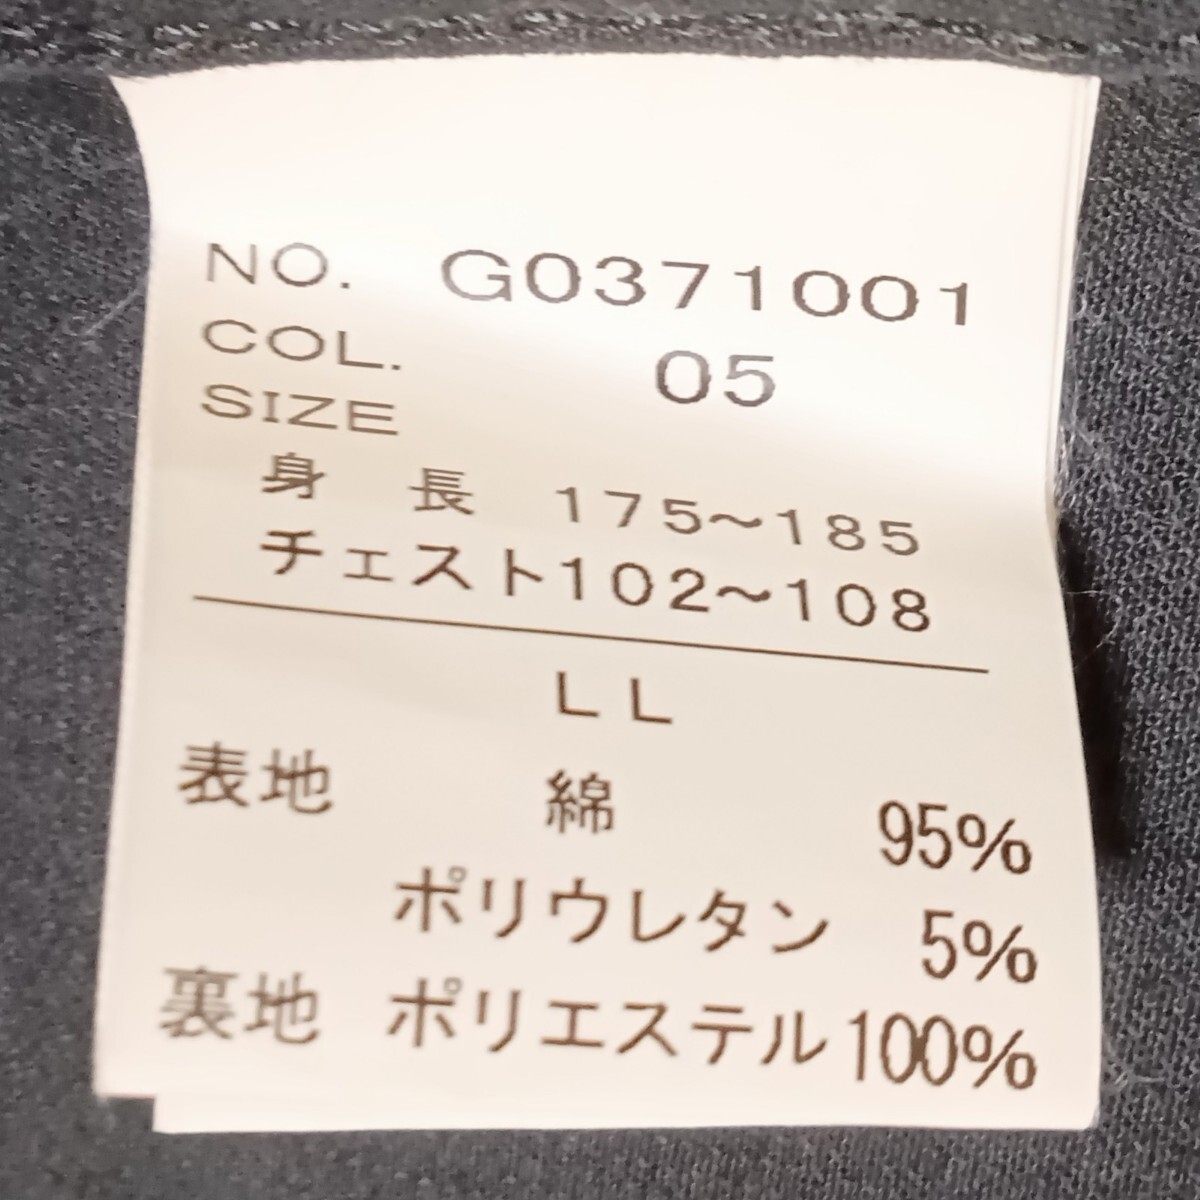 NO. G0371001
COL. 05
SIZE
身 長 175〜185
チェスト102〜108
LL
表地 綿 95%
ポリウレタン 5%
裏地 ポリエステル100%